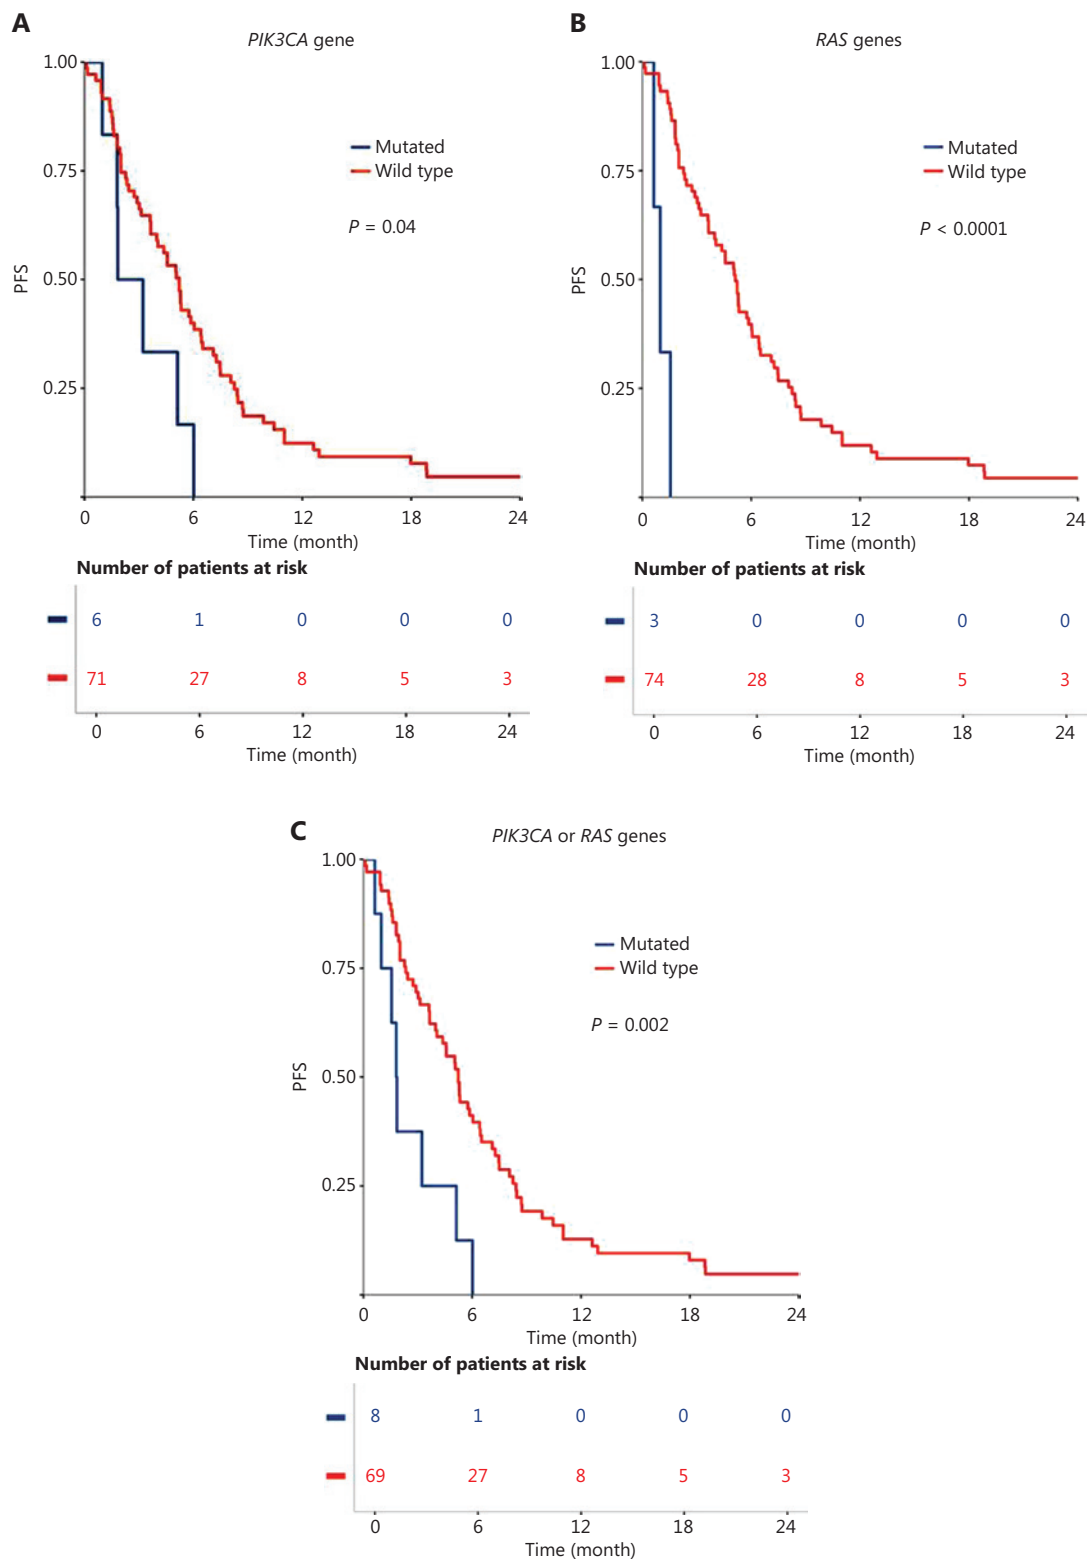 A
PIK3CA gene
1.00
0.75
0.50
0.25
PFS
Mutated
Wild type
P = 0.04
0 6 12 18 24
Time (month)
Number of patients at risk
6 1 0 0 0
71 27 8 5 3
0 6 12 18 24
Time (month)
B
RAS genes
1.00
0.75
0.50
0.25
PFS
Mutated
Wild type
P < 0.0001
0 6 12 18 24
Time (month)
Number of patients at risk
3 0 0 0 0
74 28 8 5 3
0 6 12 18 24
Time (month)
C
PIK3CA or RAS genes
1.00
0.75
0.50
0.25
PFS
Mutated
Wild type
P = 0.002
0 6 12 18 24
Time (month)
Number of patients at risk
8 1 0 0 0
69 27 8 5 3
0 6 12 18 24
Time (month)